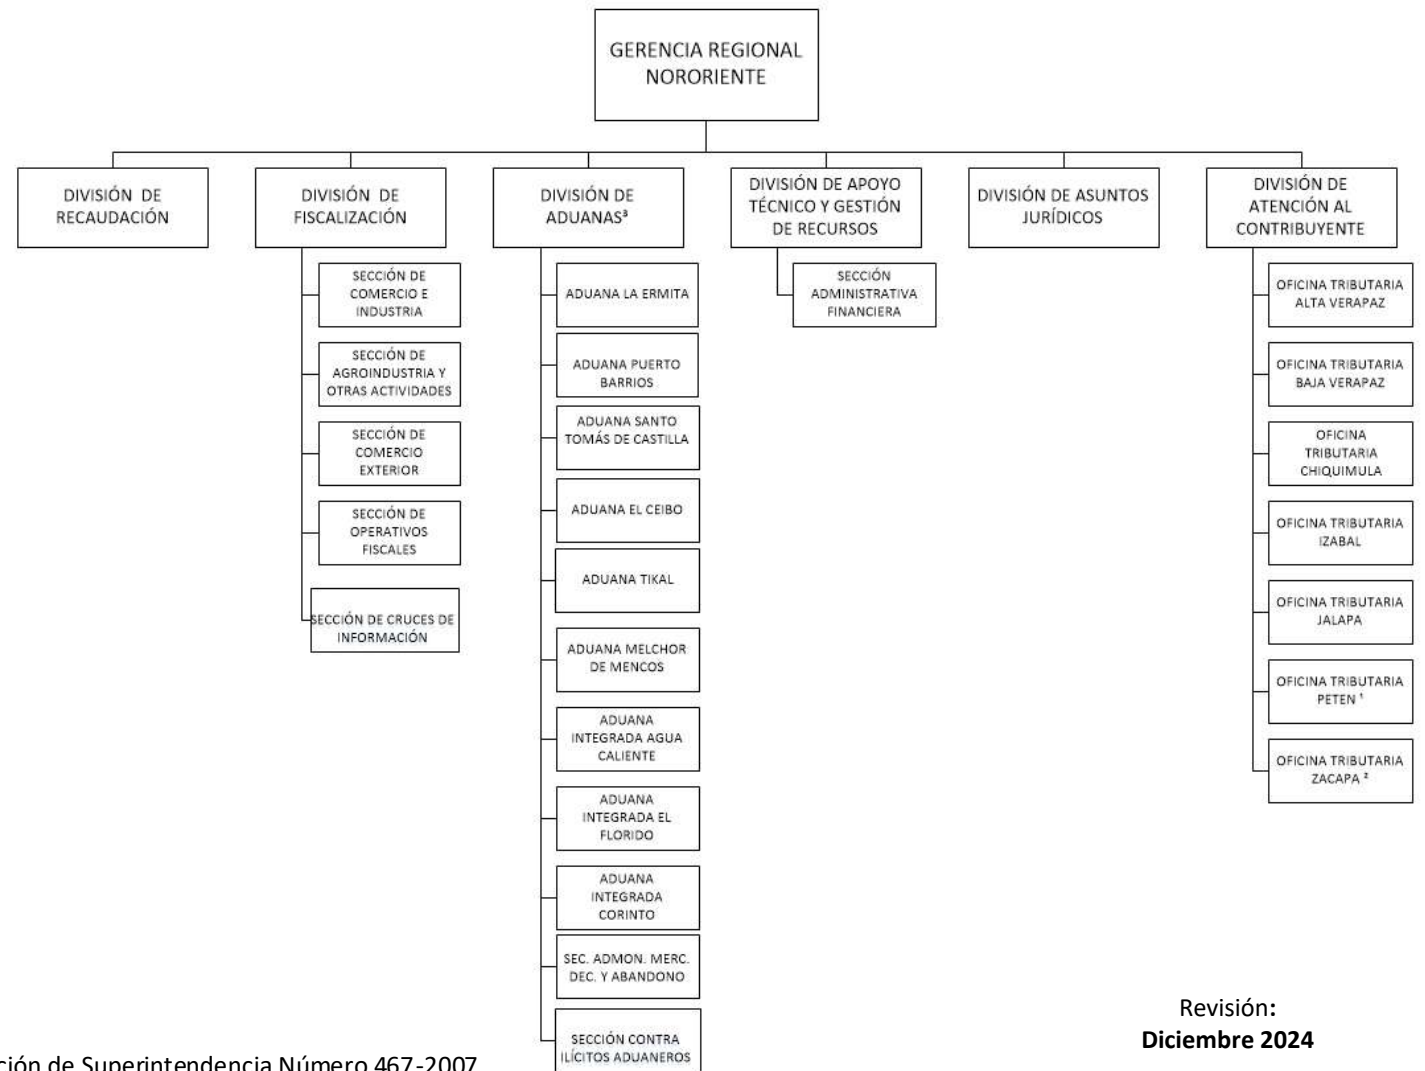 GERENCIA REGIONAL
NORORIENTE
DIVISIÓN DE
RECAUDACIÓN
DIVISIÓN DE
FISCALIZACIÓN
SECCIÓN DE
COMERCIO E
INDUSTRIA
SECCIÓN DE
AGROINDUSTRIA Y
OTRAS ACTIVIDADES
SECCIÓN DE
COMERCIO
EXTERIOR
SECCIÓN DE
OPERATIVOS
FISCALES
SECCIÓN DE CRUCES DE
INFORMACIÓN
DIVISIÓN DE
ADUANAS³
ADUANA LA ERMITA
ADUANA PUERTO
BARRIOS
ADUANA SANTO
TOMÁS DE CASTILLA
ADUANA EL CEIBO
ADUANA TIKAL
ADUANA MELCHOR
DE MENCOS
ADUANA
INTEGRADA AGUA
CALIENTE
ADUANA
INTEGRADA EL
FLORIDO
ADUANA
INTEGRADA
CORINTO
SEC. ADMON. MERC.
DEC. Y ABANDONO
SECCIÓN CONTRA
ILÍCITOS ADUANEROS
DIVISIÓN DE APOYO
TÉCNICO Y GESTIÓN
DE RECURSOS
SECCIÓN
ADMINISTRATIVA
FINANCIERA
DIVISIÓN DE ASUNTOS
JURÍDICOS
DIVISIÓN DE
ATENCIÓN AL
CONTRIBUYENTE
OFICINA TRIBUTARIA
ALTA VERAPAZ
OFICINA TRIBUTARIA
BAJA VERAPAZ
OFICINA
TRIBUTARIA
CHIQUIMULA
OFICINA TRIBUTARIA
IZABAL
OFICINA TRIBUTARIA
JALAPA
OFICINA TRIBUTARIA
PETEN ¹
OFICINA TRIBUTARIA
ZACAPA ²
Revisión:
Diciembre 2024
ción de Superintendencia Número 467-2007